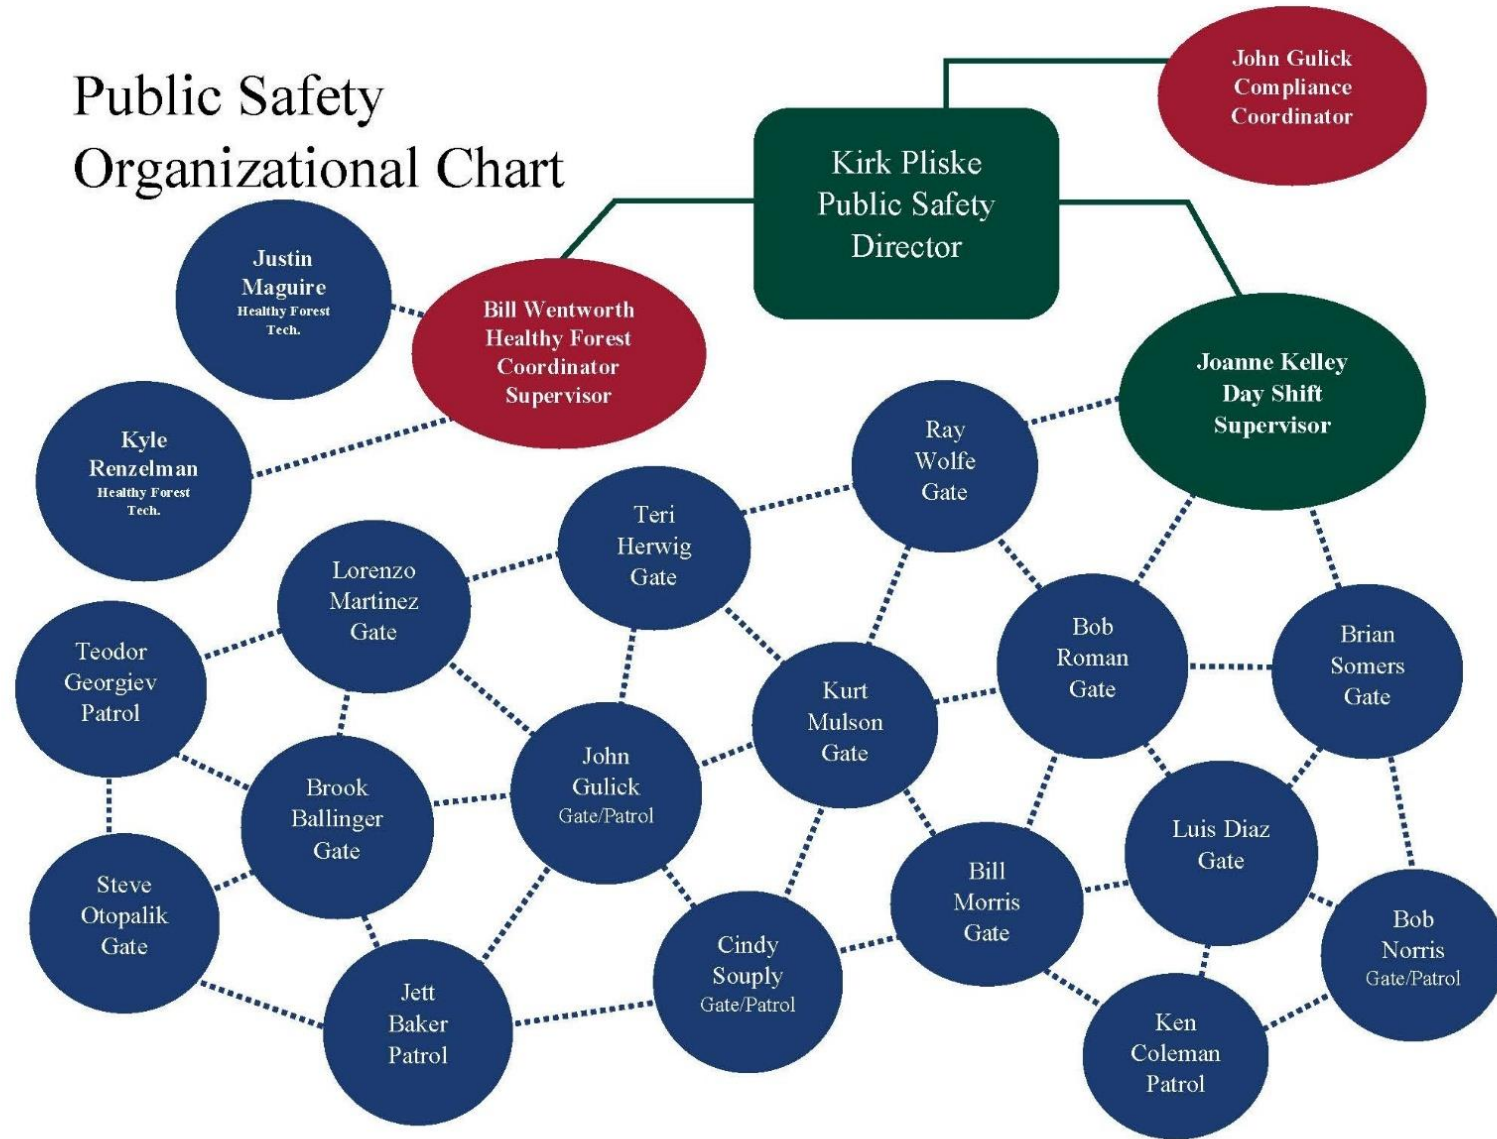 Public Safety
Organizational Chart
John Gulick
Compliance
Coordinator
Kirk Pliske
Public Safety
Director
Justin
Maguire
Healthy Forest
Tech.
Bill Wentworth
Healthy Forest
Coordinator
Supervisor
Joanne Kelley
Day Shift
Supervisor
Kyle
Renzelman
Healthy Forest
Tech.
Ray
Wolfe
Gate
Teri
Herwig
Gate
Lorenzo
Martinez
Gate
Teodor
Georgiev
Patrol
Bob
Roman
Gate
Brian
Somers
Gate
Kurt
Mulson
Gate
John
Gulick
Gate/Patrol
Brook
Ballinger
Gate
Luis Diaz
Gate
Steve
Otopalik
Gate
Bill
Morris
Gate
Bob
Norris
Gate/Patrol
Cindy
Souply
Gate/Patrol
Jett
Baker
Patrol
Ken
Coleman
Patrol